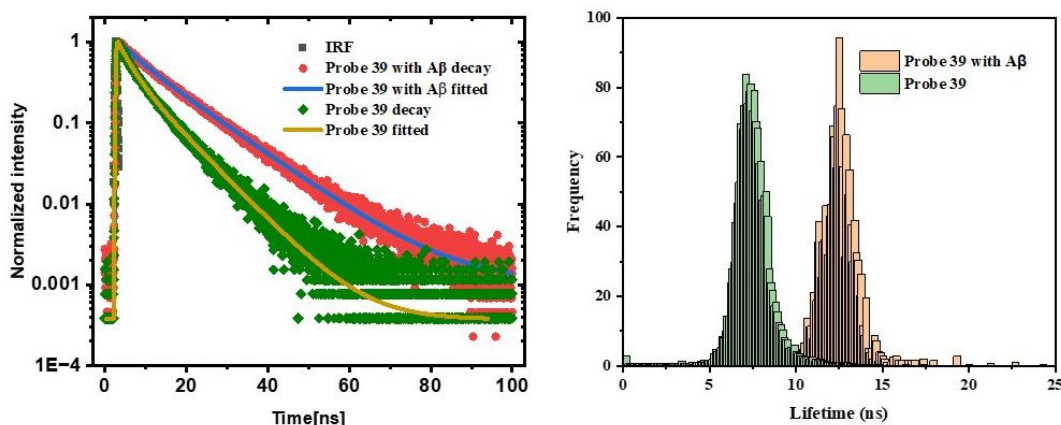 Normalized intensity
1
0.1
0.01
0.001
1E−4
IRF
Probe 39 with Aβ decay
Probe 39 with Aβ fitted
Probe 39 decay
Probe 39 fitted
0 20 40 60 80 100
Time[ns]
Frequency
100
80
60
40
20
0
Probe 39 with Aβ
Probe 39
0 5 10 15 20 25
Lifetime (ns)